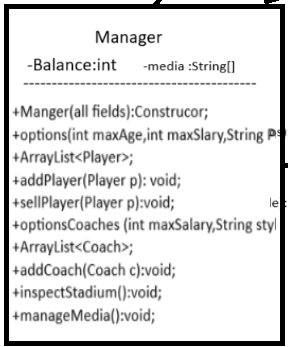 Manager
-Balance:int -media :String[]
+Manger(all fields):Construcor;
+options(int maxAge,int maxSlary,String
+ArrayList<Player>;
+addPlayer(Player p): void;
+sellPlayer(Player p):void;
+optionsCoaches (int maxSalary,String styl
+ArrayList<Coach>;
+addCoach(Coach c):void;
+inspectStadium():void;
+manageMedia():void;